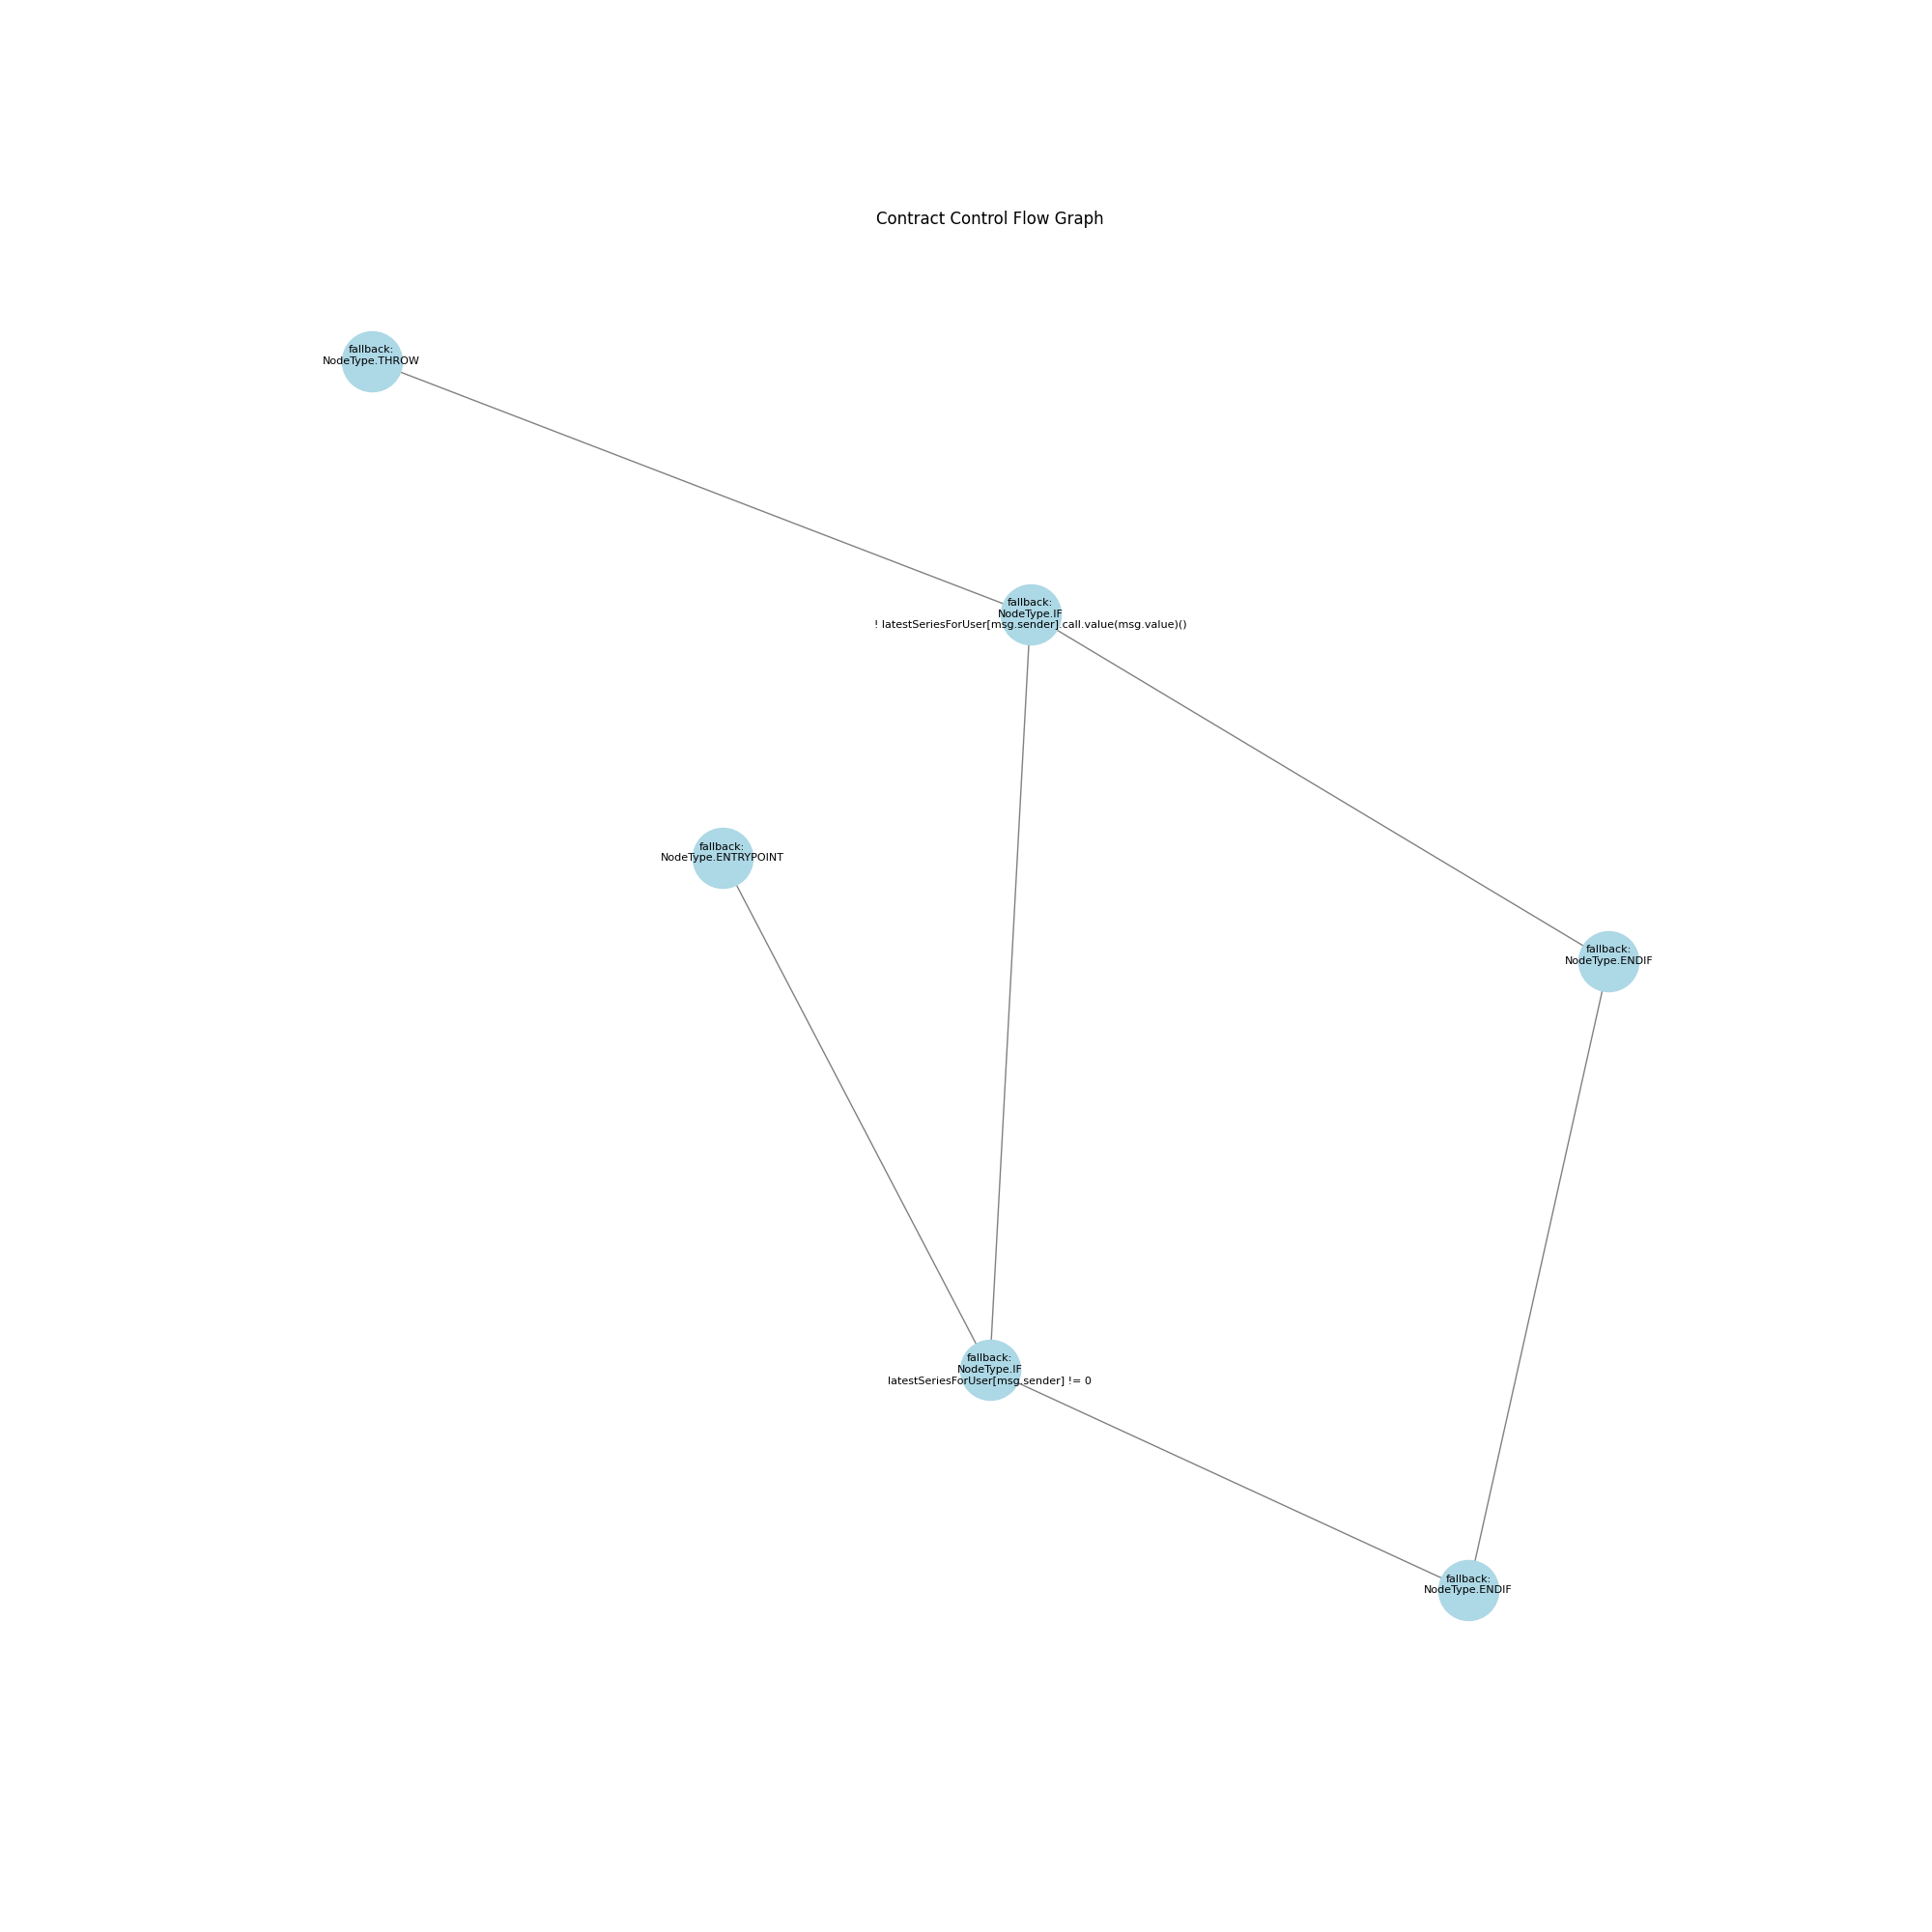 Contract Control Flow Graph
fallback:
NodeType.THROW
fallback:
NodeType.IF
! latestSeriesForUser[msg.sender].call.value(msg.value)()
fallback:
NodeType.ENTRYPOINT
fallback:
NodeType.ENDIF
fallback:
NodeType.IF
latestSeriesForUser[msg.sender] != 0
fallback:
NodeType.ENDIF